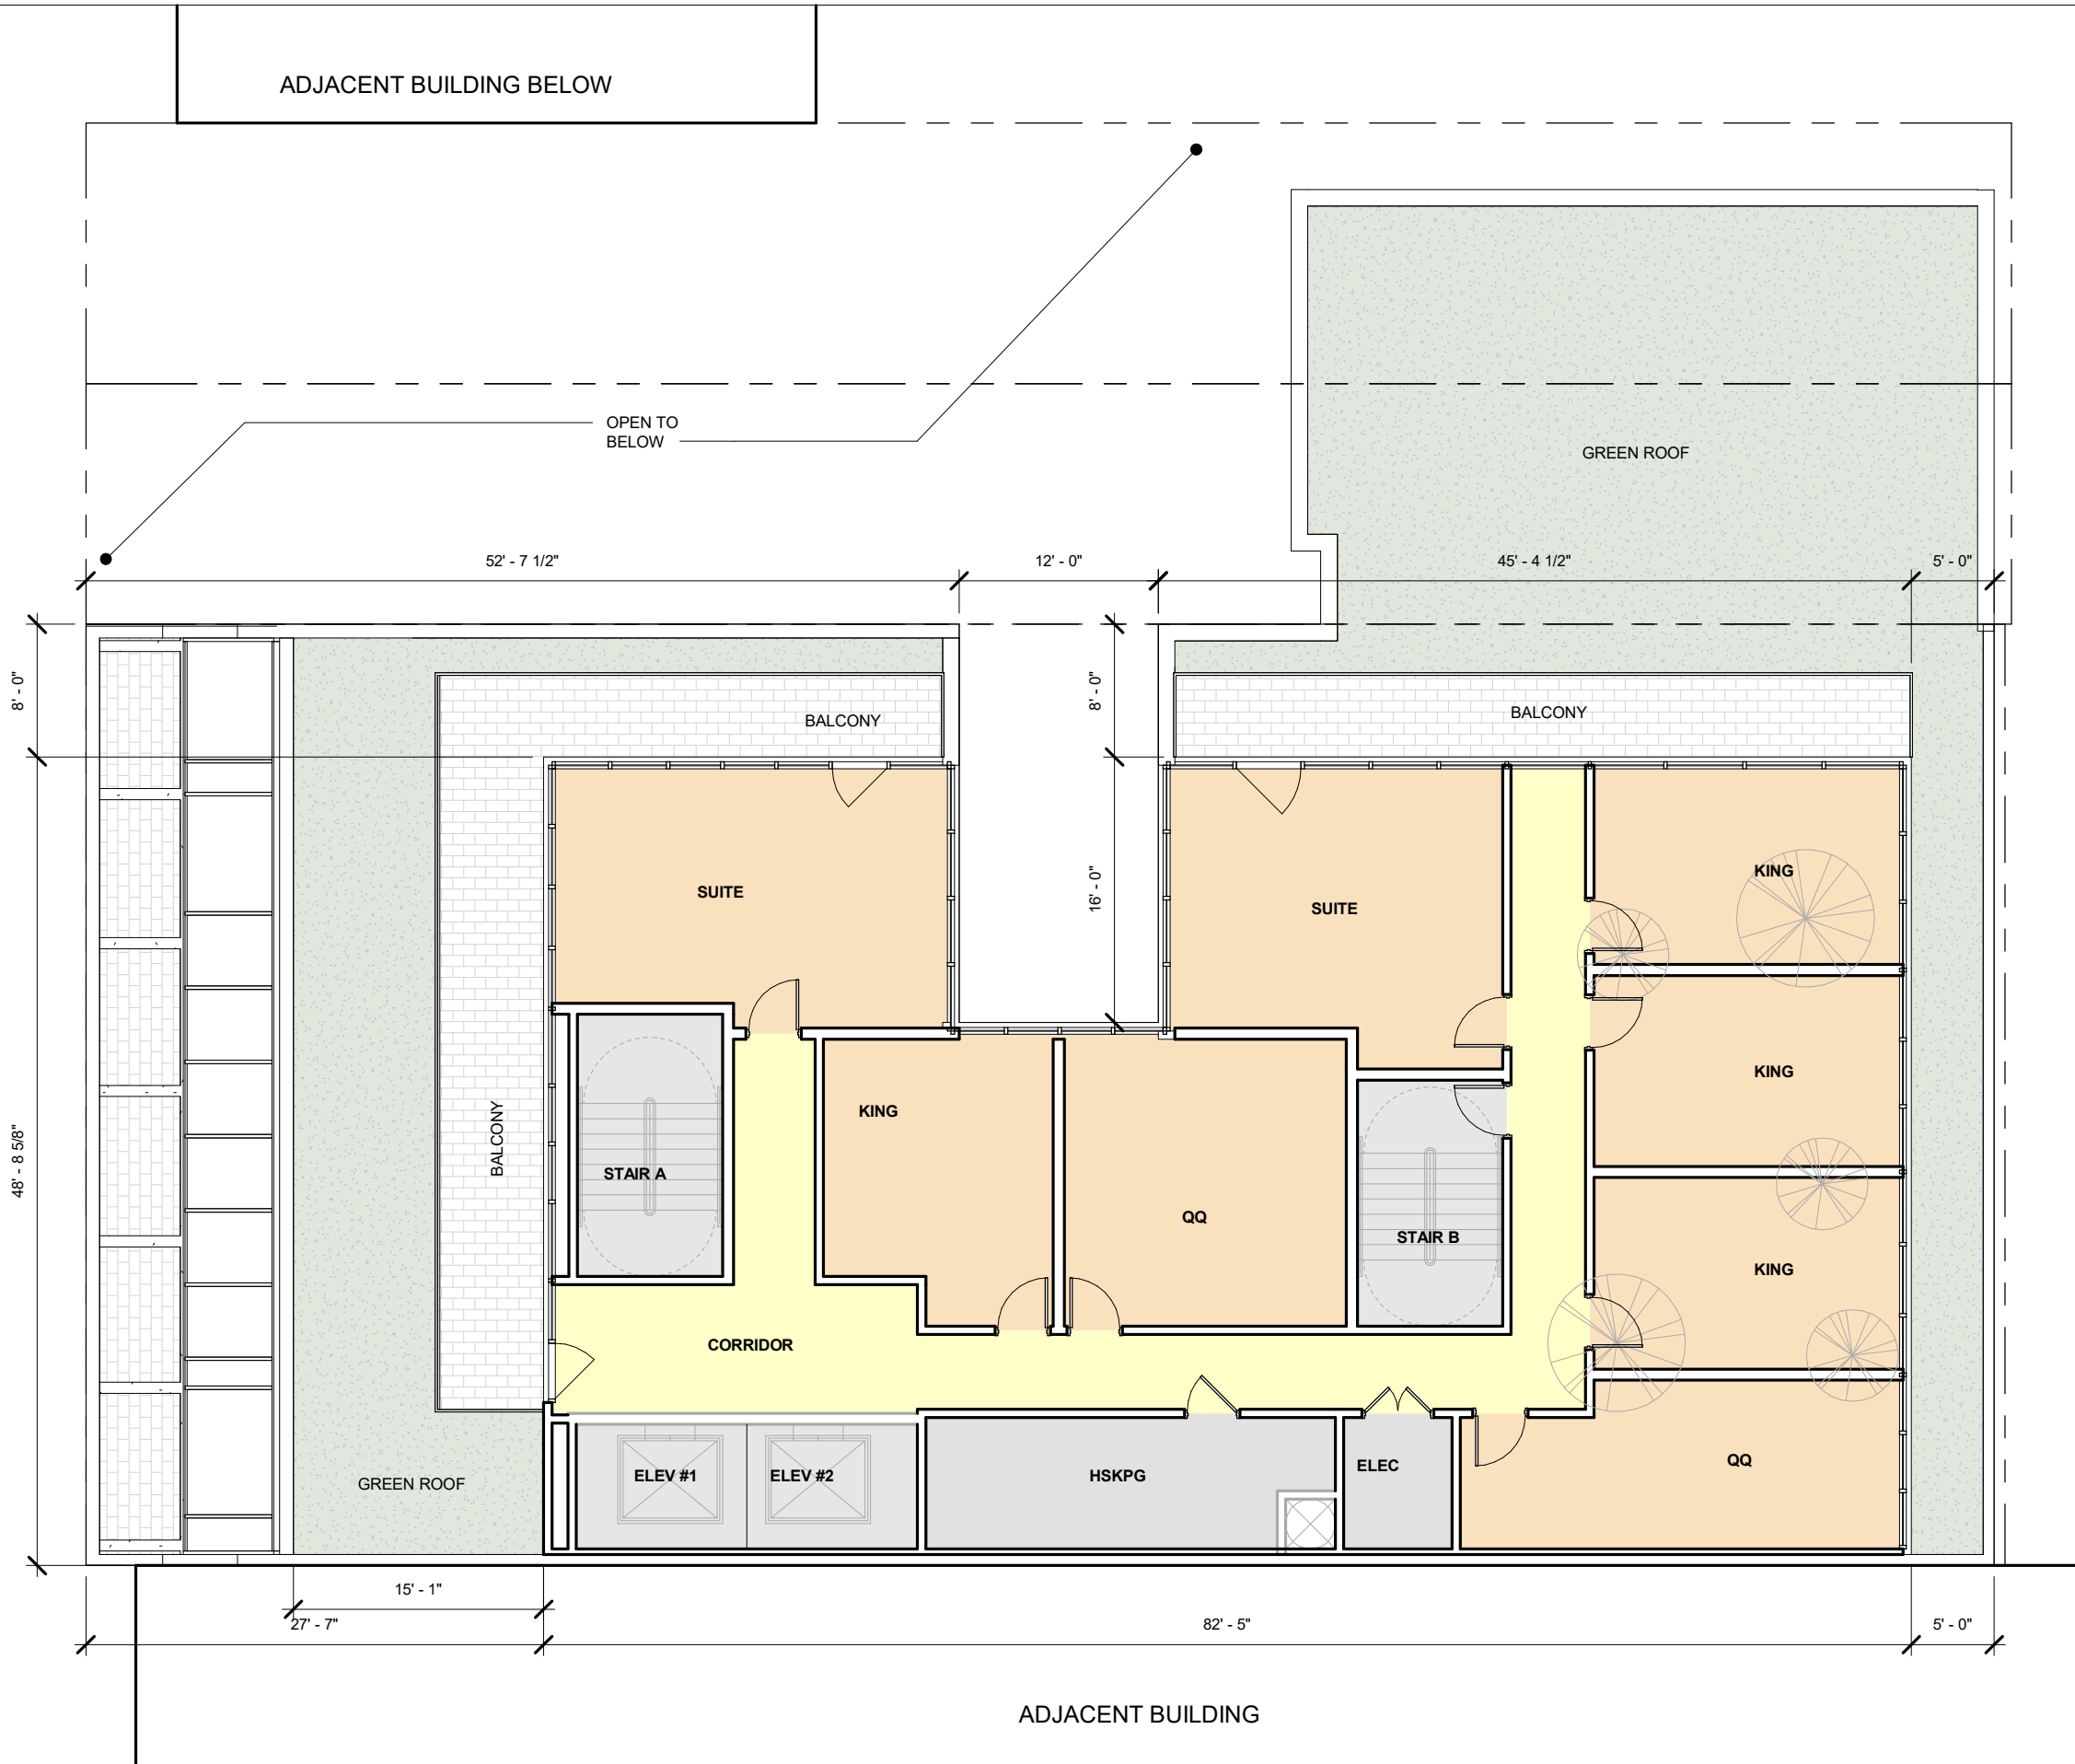 ADJACENT BUILDING BELOW
OPEN TO
BELOW
GREEN ROOF
52' - 7 1/2"
12' - 0"
45' - 4 1/2"
5' - 0"
8' - 0"
8' - 0"
BALCONY
BALCONY
SUITE
SUITE
KING
16' - 0"
48' - 8 5/8"
BALCONY
KING
KING
STAIR A
QQ
STAIR B
KING
CORRIDOR
GREEN ROOF
ELEV #1
ELEV #2
HSKPG
ELEC
QQ
15' - 1"
27' - 7"
82' - 5"
5' - 0"
ADJACENT BUILDING